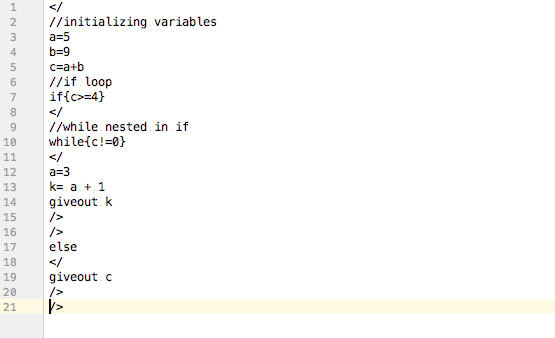 1 </
2 //initializing variables
3 a=5
4 b=9
5 c=a+b
6 //if loop
7 if{c>=4}
8 </
9 //while nested in if
10 while{c!=0}
11 </
12 a=3
13 k= a + 1
14 giveout k
15 />
16 />
17 else
18 </
19 giveout c
20 />
21 />